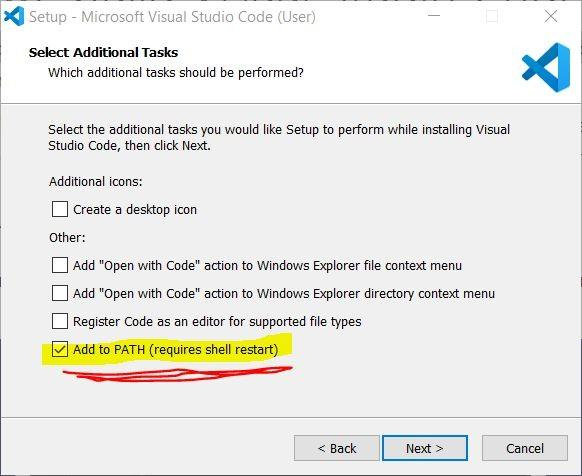 Setup - Microsoft Visual Studio Code (User)
Select Additional Tasks
Which additional tasks should be performed?
Select the additional tasks you would like Setup to perform while installing Visual
Studio Code, then click Next.
Additional icons:
Create a desktop icon
Other:
Add "Open with Code" action to Windows Explorer file context menu
Add "Open with Code" action to Windows Explorer directory context menu
Register Code as an editor for supported file types
Add to PATH (requires shell restart)
< Back
Next >
Cancel